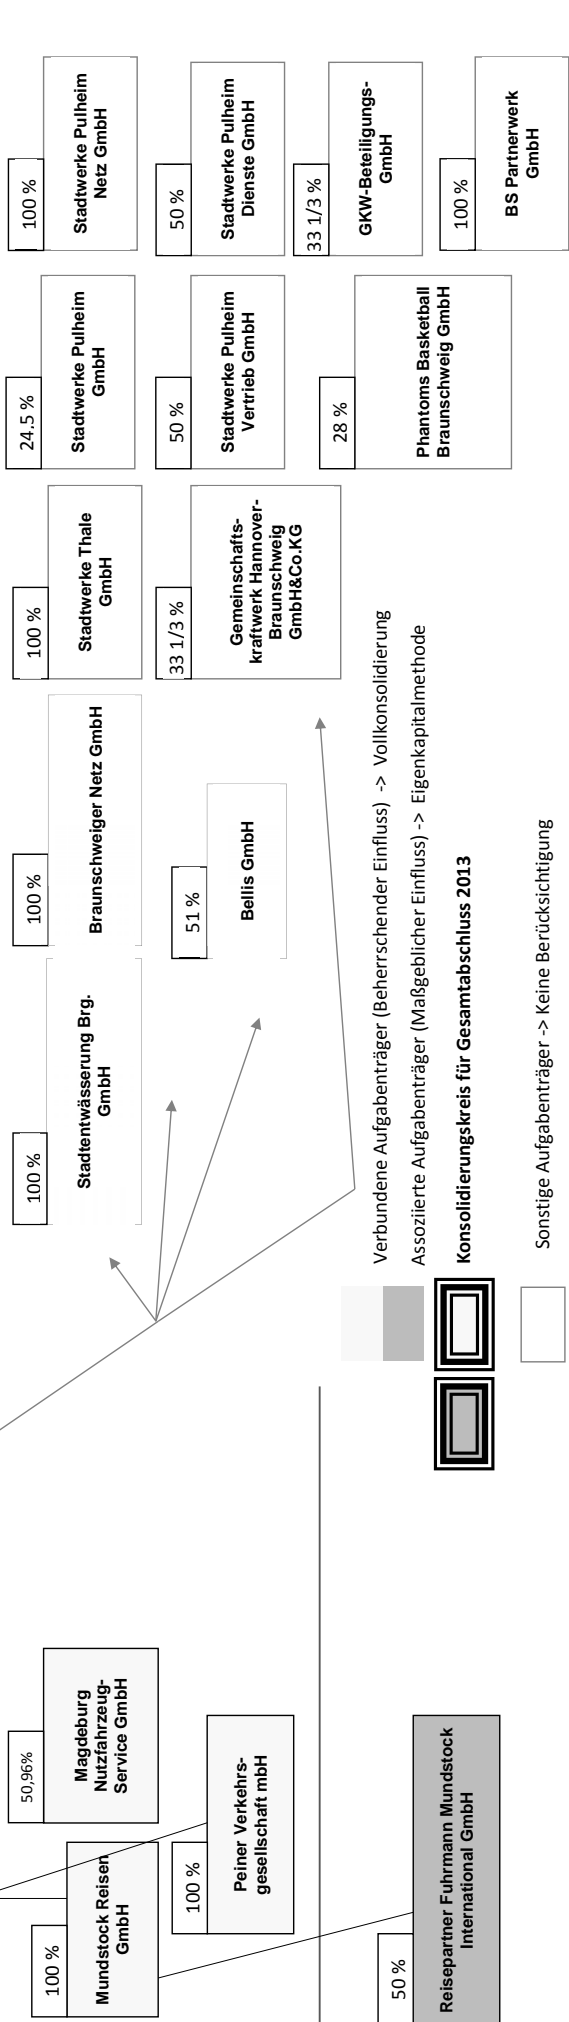 50,96%
Magdeburg
Nutzfahrzeug-
Service GmbH
100 %
Mundstock Reisen
GmbH
100 %
Peiner Verkehrs-
gesellschaft mbH
50 %
Reisepartner Fuhrmann Mundstock
International GmbH
100 %
Stadtentwässerung Brg.
GmbH
100 %
Braunschweiger Netz GmbH
51 %
Bellis GmbH
100 %
Stadtwerke Thale
GmbH
33 1/3 %
Gemeinschafts-
kraftwerk Hannover-
Braunschweig
GmbH&Co.KG
24.5 %
Stadtwerke Pulheim
GmbH
50 %
Stadtwerke Pulheim
Vertrieb GmbH
28 %
Phantoms Basketball
Braunschweig GmbH
100 %
Stadtwerke Pulheim
Netz GmbH
50 %
Stadtwerke Pulheim
Dienste GmbH
33 1/3 %
GKW-Beteiligungs-
GmbH
100 %
BS Partnerwerk
GmbH
Verbundene Aufgabenträger (Beherrschender Einfluss) -> Vollkonsolidierung
Assoziierte Aufgabenträger (Maßgeblicher Einfluss) -> Eigenkapitalmethode
Konsolidierungskreis für Gesamtabschluss 2013
Sonstige Aufgabenträger -> Keine Berücksichtigung